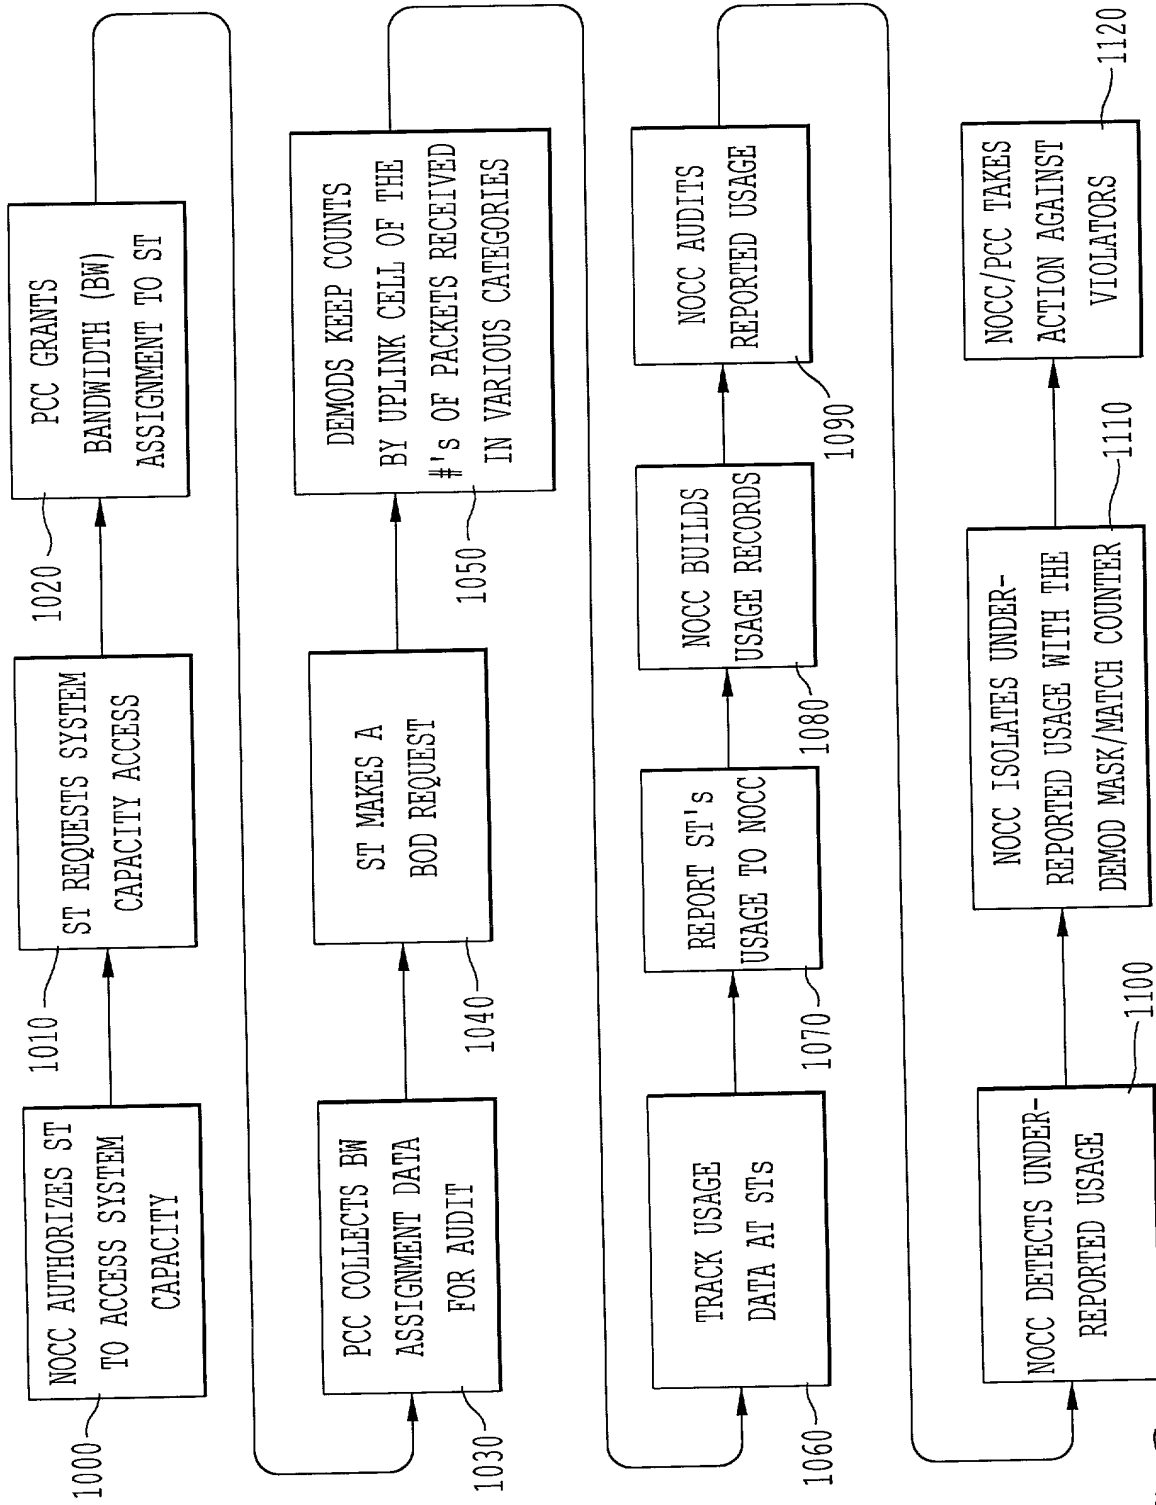 NOCC AUTHORIZES ST
TO ACCESS SYSTEM
CAPACITY
1000
ST REQUESTS SYSTEM
CAPACITY ACCESS
1010
PCC GRANTS
BANDWIDTH (BW)
ASSIGNMENT TO ST
1020
PCC COLLECTS BW
ASSIGNMENT DATA
FOR AUDIT
1030
ST MAKES A
BOD REQUEST
1040
DEMODS KEEP COUNTS
BY UPLINK CELL OF THE
#'s OF PACKETS RECEIVED
IN VARIOUS CATEGORIES
1050
TRACK USAGE
DATA AT STs
1060
REPORT ST's
USAGE TO NOCC
1070
NOCC BUILDS
USAGE RECORDS
1080
NOCC AUDITS
REPORTED USAGE
1090
NOCC DETECTS UNDER-
REPORTED USAGE
1100
NOCC ISOLATES UNDER-
REPORTED USAGE WITH THE
DEMOD MASK/MATCH COUNTER
1110
NOCC/PCC TAKES
ACTION AGAINST
VIOLATORS
1120